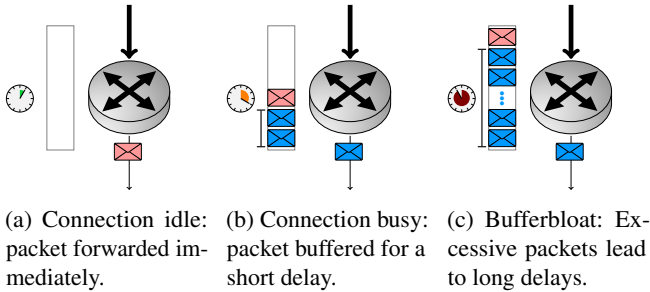 (a) Connection idle:
packet forwarded im-
mediately.
(b) Connection busy:
packet buffered for a
short delay.
(c) Bufferbloat: Ex-
cessive packets lead
to long delays.